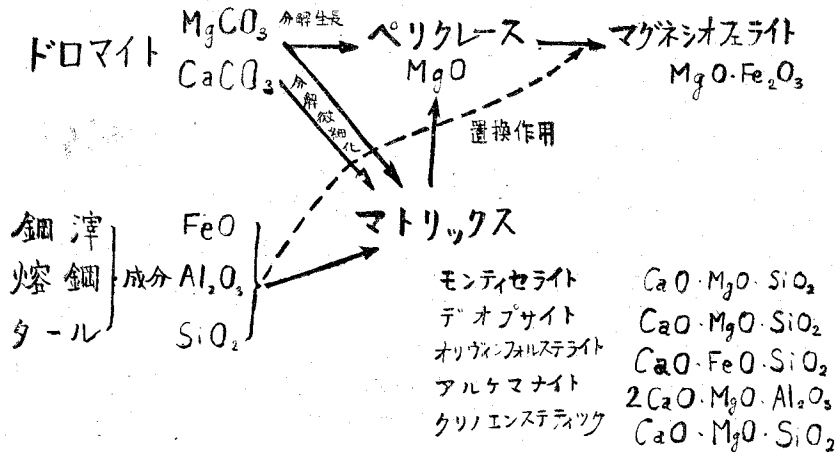 ドロマイト MgCO₃ 分解生長 ペリクレース マグネシオフェライト
CaCO₃ MgO MgO·Fe₂O₃
分解微細化
置換作用
鋼滓 FeO マトリックス
熔鋼 成分 Al₂O₃
タール SiO₂
モンティセライト CaO·MgO·SiO₂
デオプサイト CaO·MgO·SiO₂
オリヴィンフォルステライト CaO·FeO·SiO₂
アルケマナイト 2CaO·MgO·Al₂O₃
クリノエンステティック CaO·MgO·SiO₂